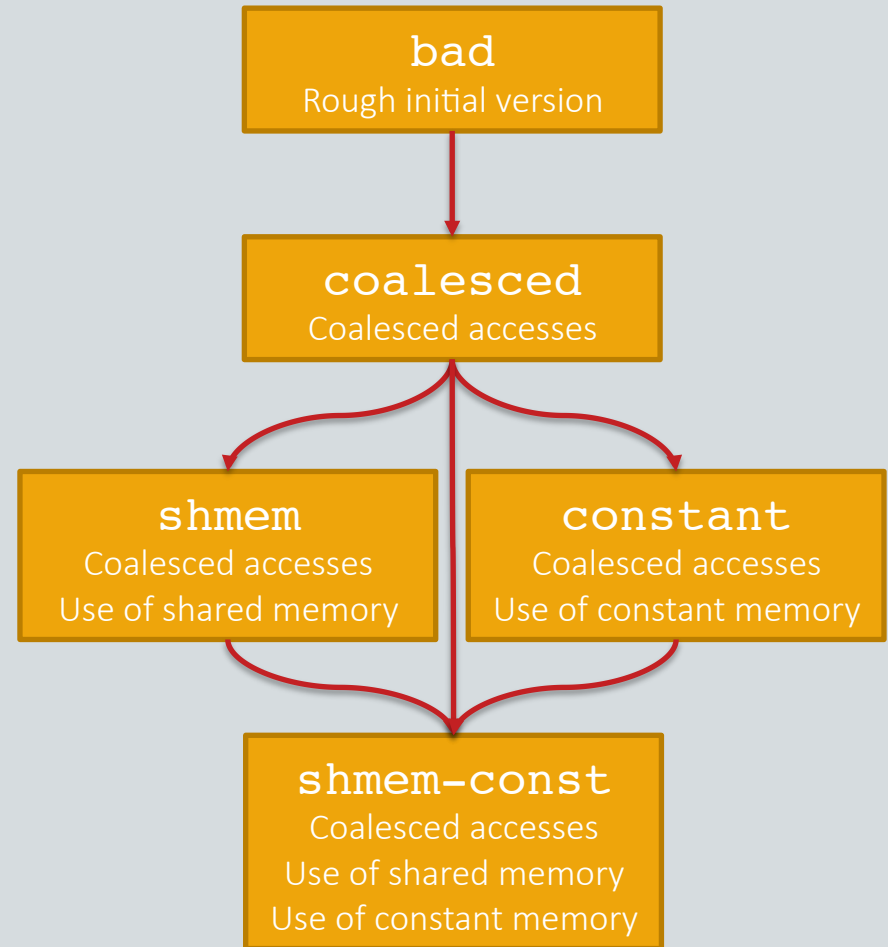 bad
Rough initial version
coalesced
Coalesced accesses
shmem
Coalesced accesses
Use of shared memory
constant
Coalesced accesses
Use of constant memory
shmem-const
Coalesced accesses
Use of shared memory
Use of constant memory